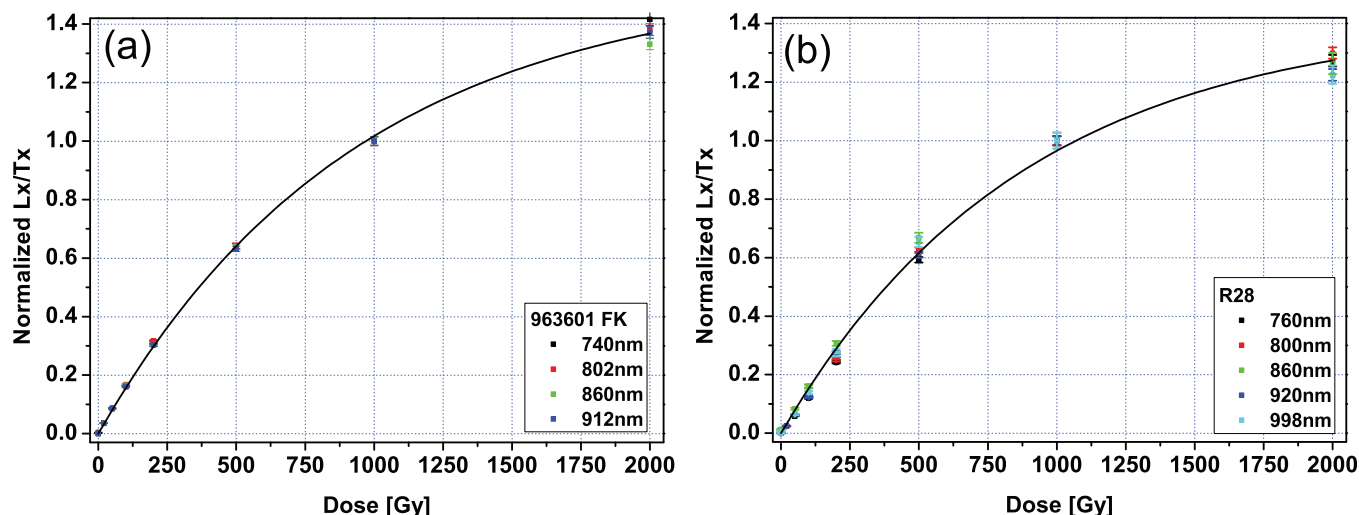 (a)
Normalized Lx/Tx
1.4
1.2
1.0
0.8
0.6
0.4
0.2
0.0
963601 FK
740nm
802nm
860nm
912nm
0 250 500 750 1000 1250 1500 1750 2000
Dose [Gy]
(b)
Normalized Lx/Tx
1.4
1.2
1.0
0.8
0.6
0.4
0.2
0.0
R28
760nm
800nm
860nm
920nm
998nm
0 250 500 750 1000 1250 1500 1750 2000
Dose [Gy]